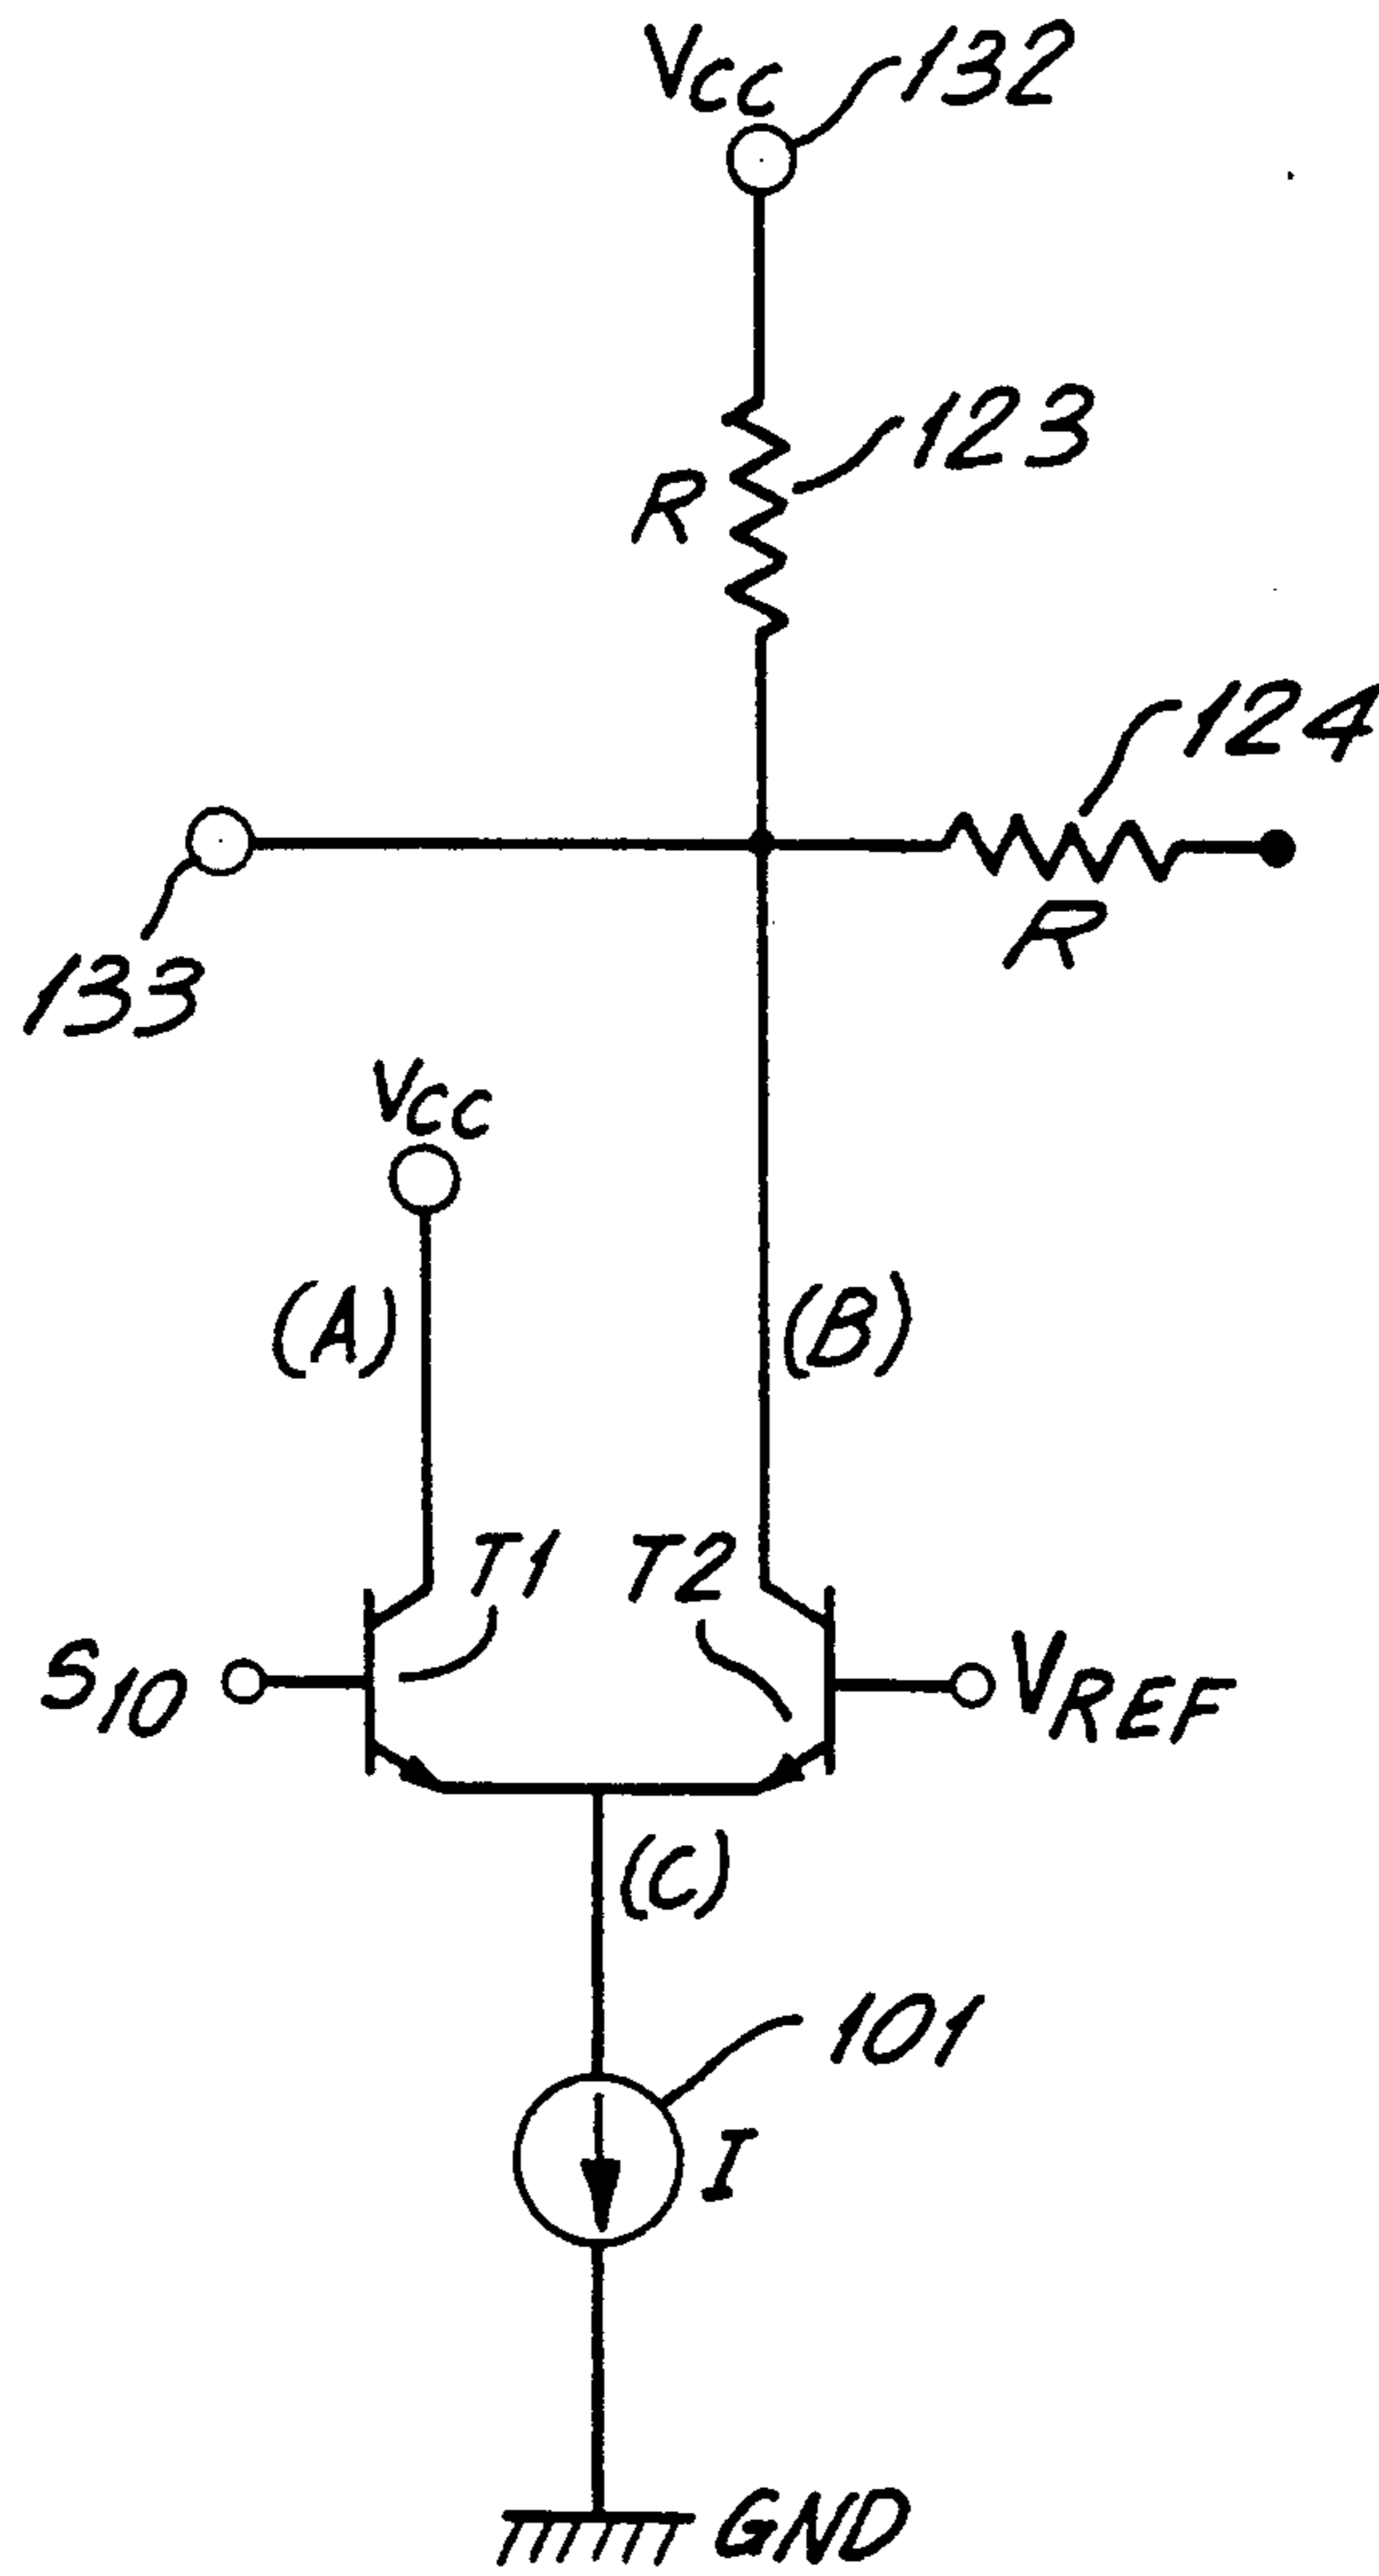 VCC 132
R 123
124
R
133
VCC
(A) (B)
T1 T2
S10 VREF
(C)
101
I
GND